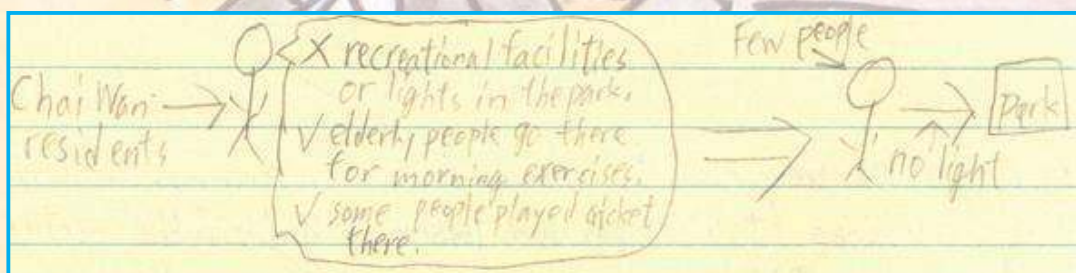 Chai Wan
residents
X recreational facilities
or lights in the park.
√ elderly people go there
for morning exercises.
√ some people played cricket
there.
Few people
no light
Park